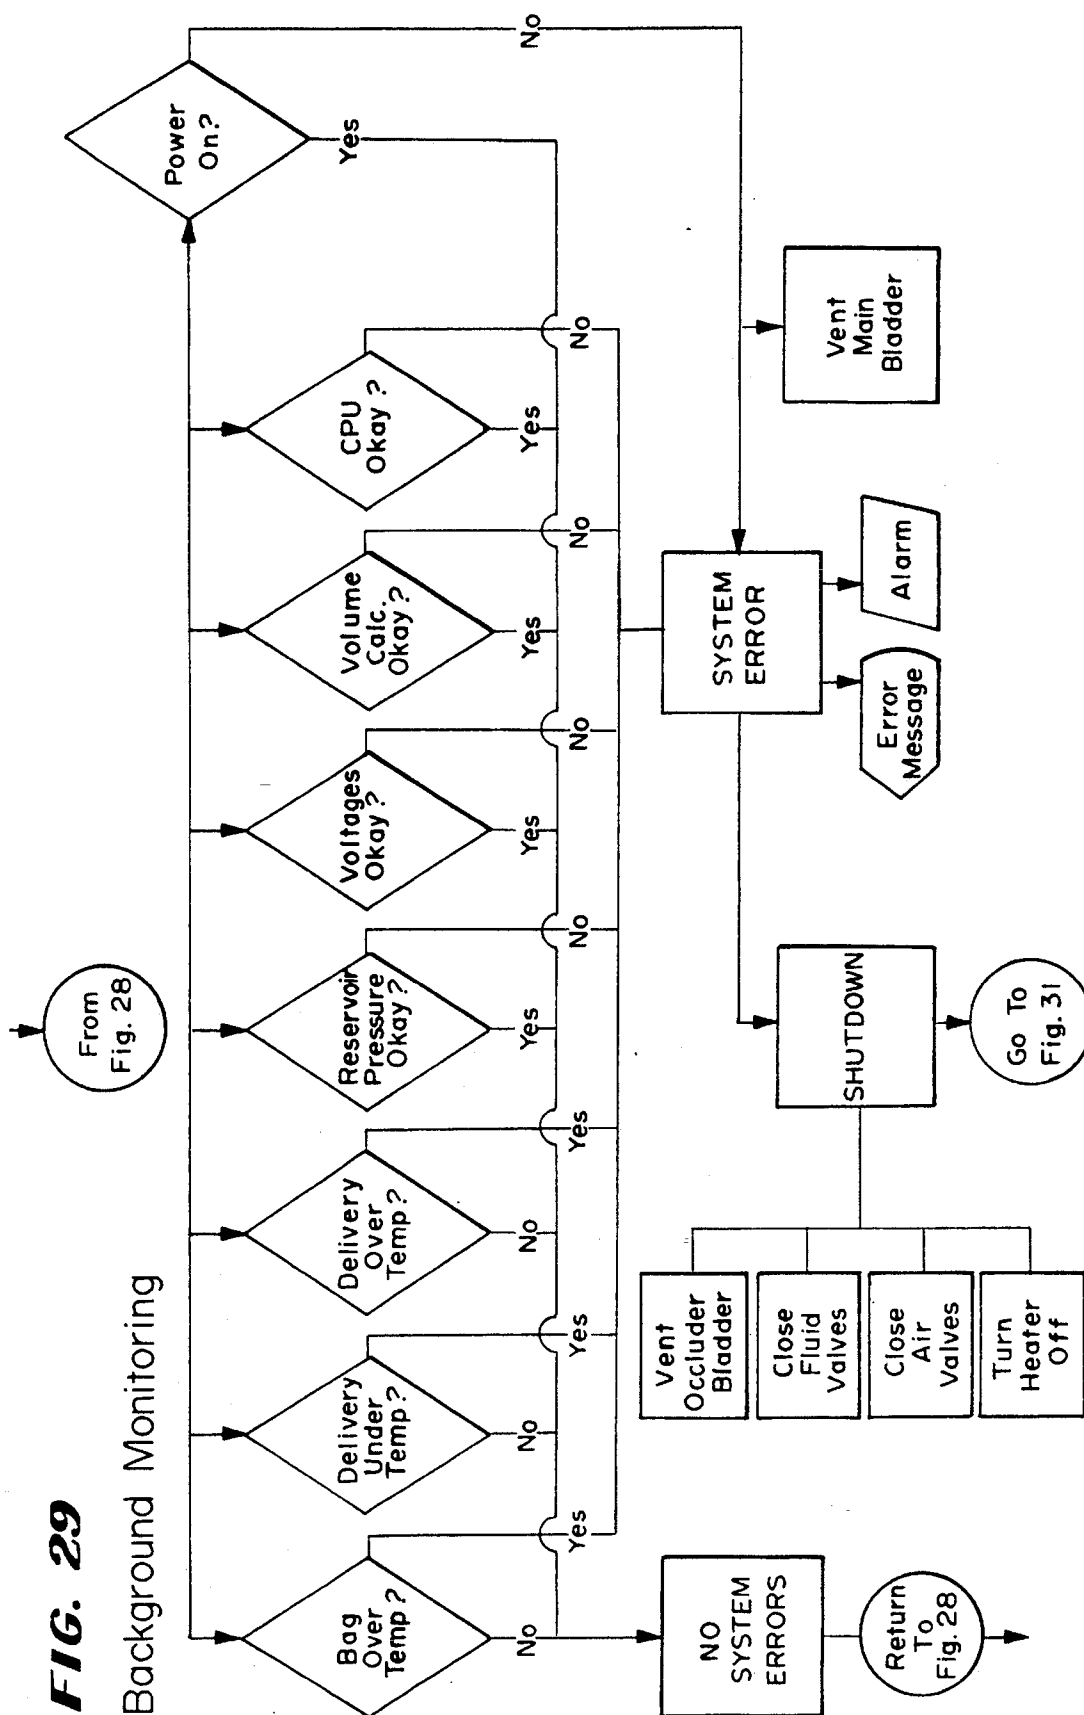 FIG. 29
Background Monitoring
From
Fig. 28
Bag
Over
Temp?
Delivery
Under
Temp?
Delivery
Over
Temp?
Reservoir
Pressure
Okay?
Voltages
Okay?
Volume
Calc.
Okay?
CPU
Okay?
Power
On?
No
No
No
Yes
Yes
Yes
Yes
Yes
Yes
Yes
Yes
No
No
No
No
No
NO
SYSTEM
ERRORS
Return
To
Fig. 28
SYSTEM
ERROR
Error
Message
Alarm
Vent
Main
Bladder
SHUTDOWN
Go To
Fig. 31
Vent
Occluder
Bladder
Close
Fluid
Valves
Close
Air
Valves
Turn
Heater
Off